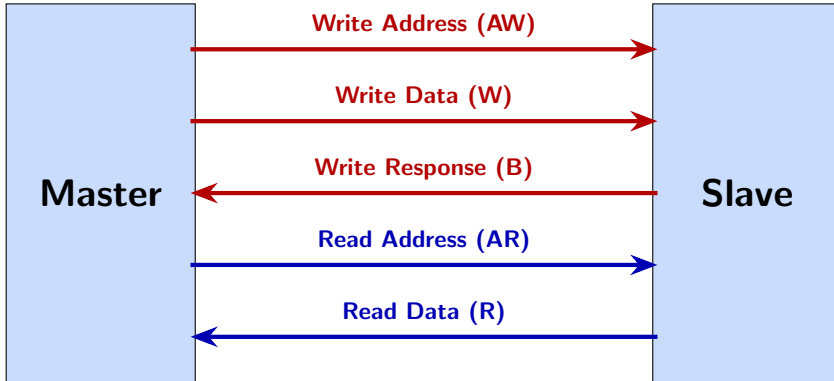 Write Address (AW)
Write Data (W)
Write Response (B)
Master
Slave
Read Address (AR)
Read Data (R)